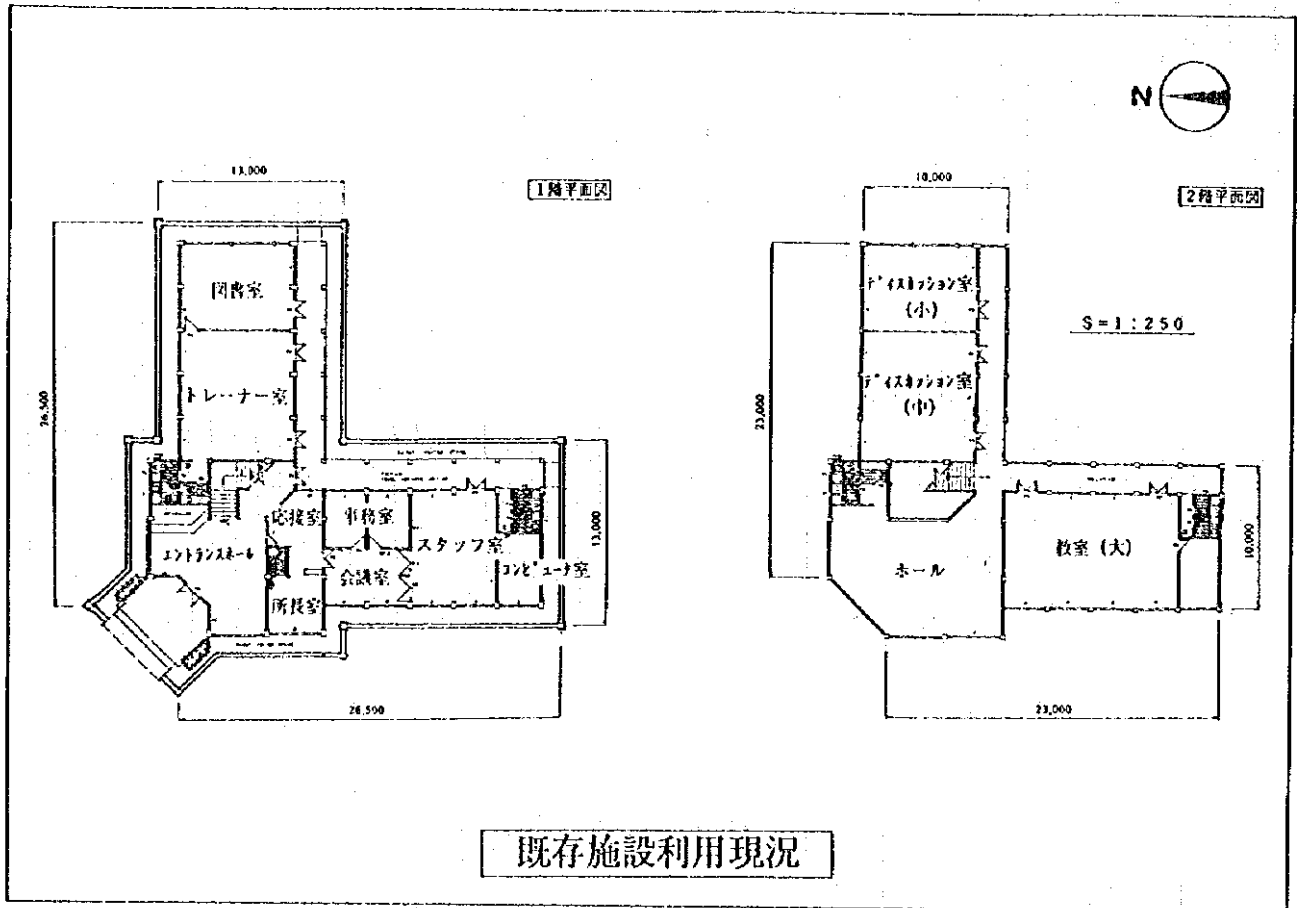 N
13,000
1階平面図
10,000
2階平面図
図書室
ディスカッション室
(小)
S=1:250
トレーナー室
ディスカッション室
(中)
26,500
23,000
応接室
事務室
エントランスホール
スタッフ室
会議室
コンピュータ室
13,000
所長室
ホール
教室(大)
10,000
26,500
23,000
既存施設利用現況